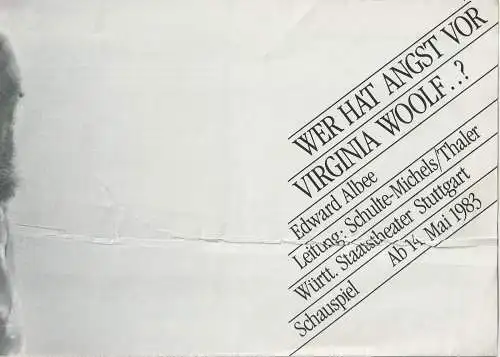 WER HAT ANGST VOR
VIRGINIA WOOLF..?
Edward Albee
Leitung: Schulte-Michels/Thaler
Württ. Staatstheater Stuttgart
Schauspiel Ab 14. Mai 1983